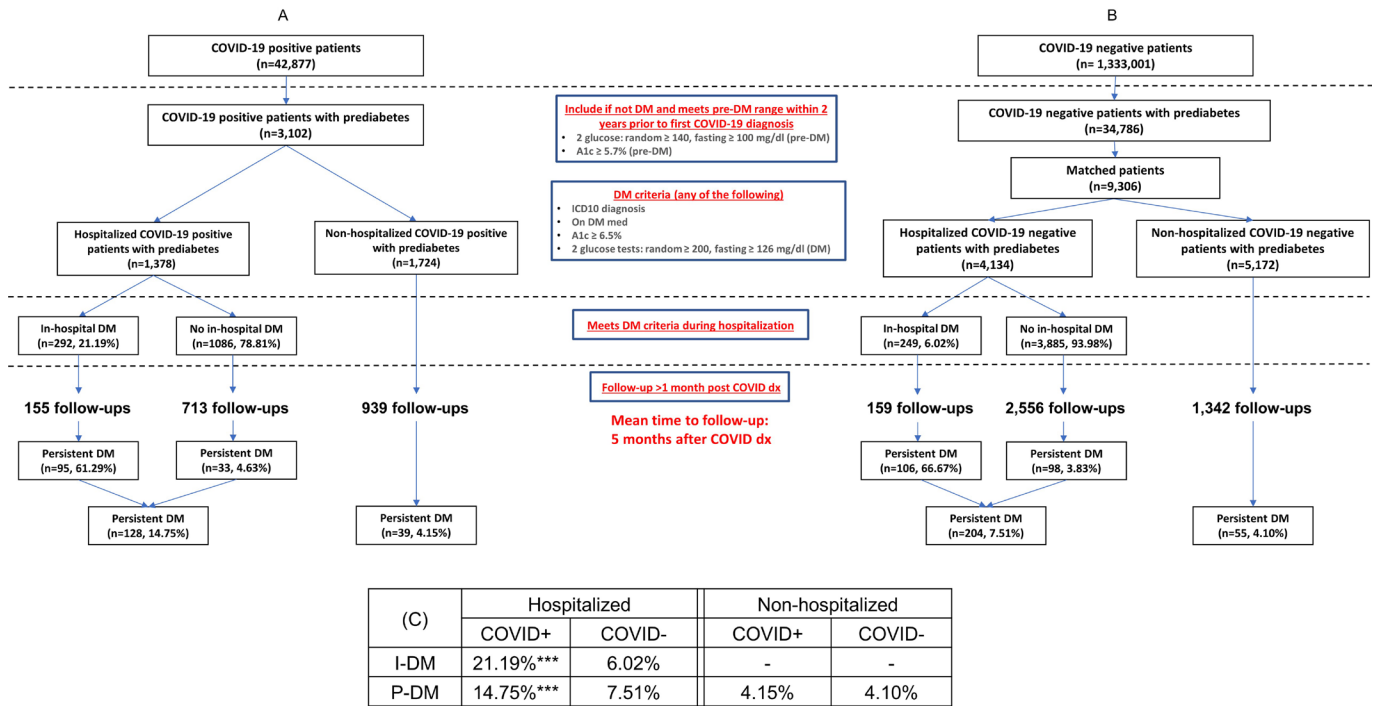 A
COVID-19 positive patients
(n=42,877)
COVID-19 positive patients with prediabetes
(n=3,102)
Hospitalized COVID-19 positive
patients with prediabetes
(n=1,378)
Non-hospitalized COVID-19 positive
with prediabetes
(n=1,724)
In-hospital DM
(n=292, 21.19%)
No in-hospital DM
(n=1086, 78.81%)
155 follow-ups
713 follow-ups
939 follow-ups
Persistent DM
(n=95, 61.29%)
Persistent DM
(n=33, 4.63%)
Persistent DM
(n=128, 14.75%)
Persistent DM
(n=39, 4.15%)
Include if not DM and meets pre-DM range within 2
years prior to first COVID-19 diagnosis
• 2 glucose: random ≥ 140, fasting ≥ 100 mg/dl (pre-DM)
• A1c ≥ 5.7% (pre-DM)
DM criteria (any of the following)
• ICD10 diagnosis
• On DM med
• A1c ≥ 6.5%
• 2 glucose tests: random ≥ 200, fasting ≥ 126 mg/dl (DM)
Meets DM criteria during hospitalization
Follow-up >1 month post COVID dx
Mean time to follow-up:
5 months after COVID dx
B
COVID-19 negative patients
(n= 1,333,001)
COVID-19 negative patients with prediabetes
(n=34,786)
Matched patients
(n=9,306)
Hospitalized COVID-19 negative
patients with prediabetes
(n=4,134)
Non-hospitalized COVID-19 negative
patients with prediabetes
(n=5,172)
In-hospital DM
(n=249, 6.02%)
No in-hospital DM
(n=3,885, 93.98%)
159 follow-ups
2,556 follow-ups
1,342 follow-ups
Persistent DM
(n=106, 66.67%)
Persistent DM
(n=98, 3.83%)
Persistent DM
(n=204, 7.51%)
Persistent DM
(n=55, 4.10%)
(C) Hospitalized Non-hospitalized
COVID+ COVID- COVID+ COVID-
I-DM 21.19%*** 6.02% - -
P-DM 14.75%*** 7.51% 4.15% 4.10%